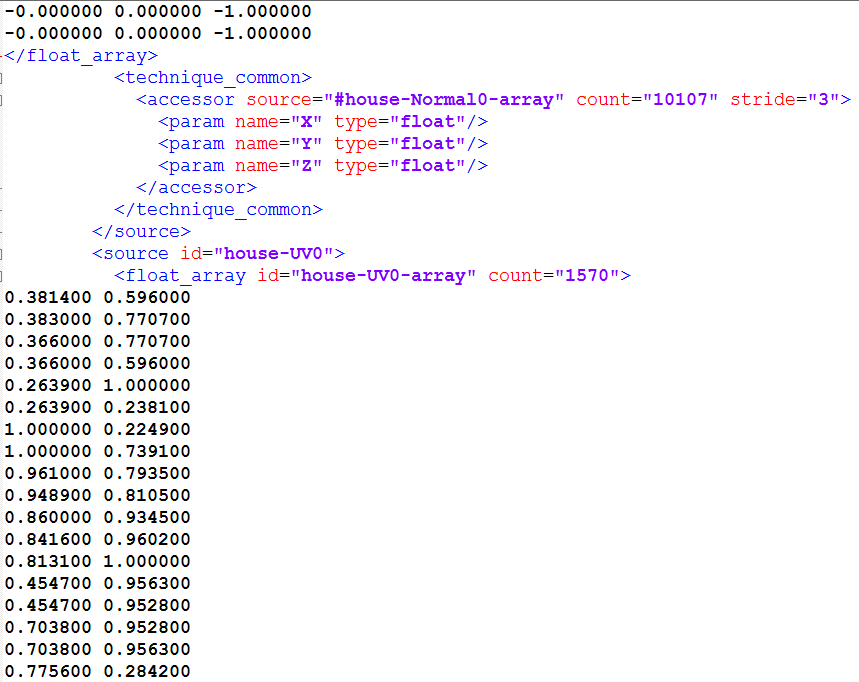 -0.000000 0.000000 -1.000000
-0.000000 0.000000 -1.000000
</float_array>
<technique_common>
<accessor source="#house-Normal0-array" count="10107" stride="3">
<param name="X" type="float"/>
<param name="Y" type="float"/>
<param name="Z" type="float"/>
</accessor>
</technique_common>
</source>
<source id="house-UV0">
<float_array id="house-UV0-array" count="1570">
0.381400 0.596000
0.383000 0.770700
0.366000 0.770700
0.366000 0.596000
0.263900 1.000000
0.263900 0.238100
1.000000 0.224900
1.000000 0.739100
0.961000 0.793500
0.948900 0.810500
0.860000 0.934500
0.841600 0.960200
0.813100 1.000000
0.454700 0.956300
0.454700 0.952800
0.703800 0.952800
0.703800 0.956300
0.775600 0.284200